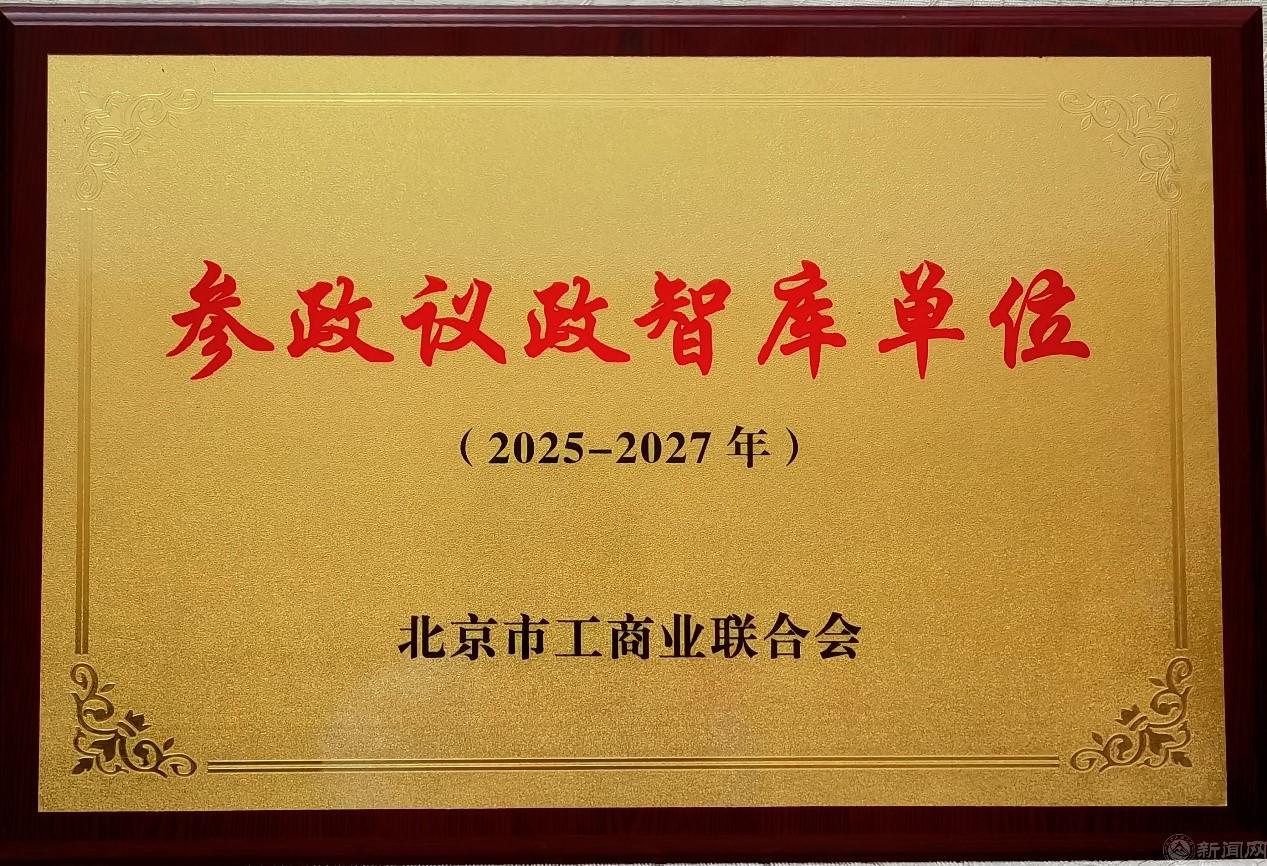 参政议政智库单位
（2025-2027年）
北京市工商业联合会
新闻网